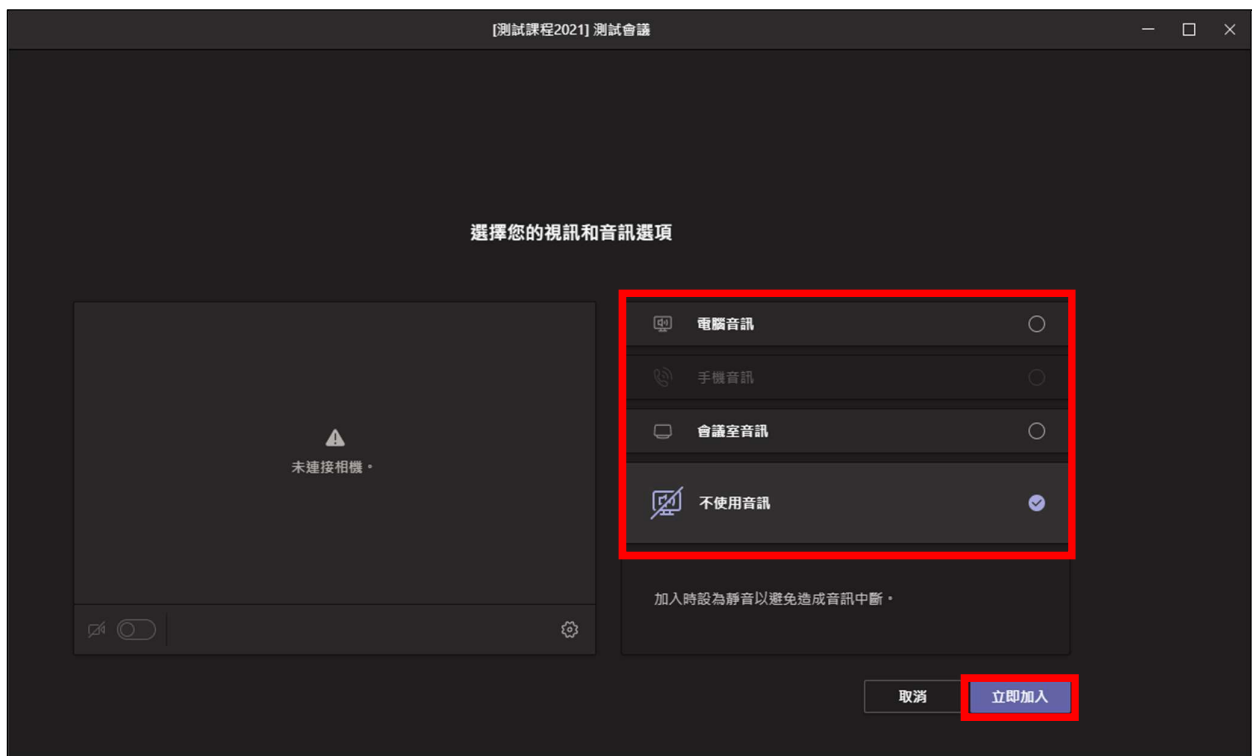 [測試課程2021] 測試會議
選擇您的視訊和音訊選項
未連接相機。
電腦音訊
手機音訊
會議室音訊
不使用音訊
加入時設為靜音以避免造成音訊中斷。
取消
立即加入